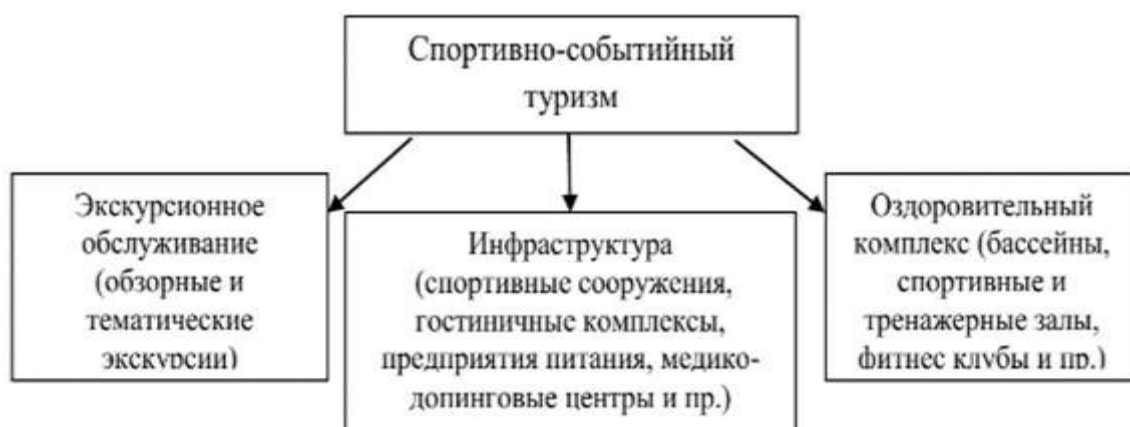 Спортивно-событийный
туризм
Экскурсионное
обслуживание
(обзорные и
тематические
экскурсии)
Инфраструктура
(спортивные сооружения,
гостиничные комплексы,
предприятия питания, медико-
допинговые центры и пр.)
Оздоровительный
комплекс (бассейны,
спортивные и
тренажерные залы,
фитнес клубы и пр.)